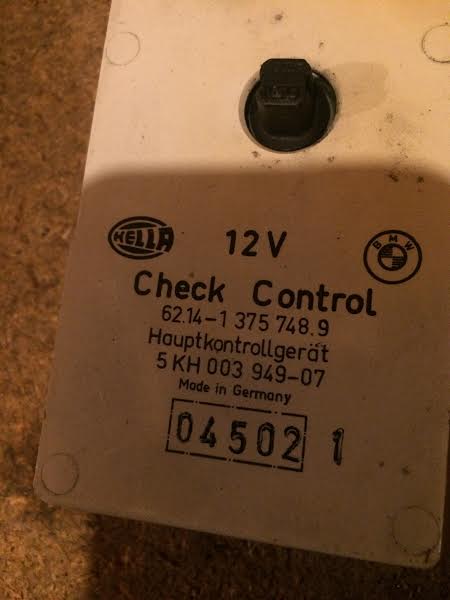 HELLA 12V BMW
Check Control
62.14-1 375 748.9
Hauptkontrollgerät
5 KH 003 949-07
Made in Germany
04502 1